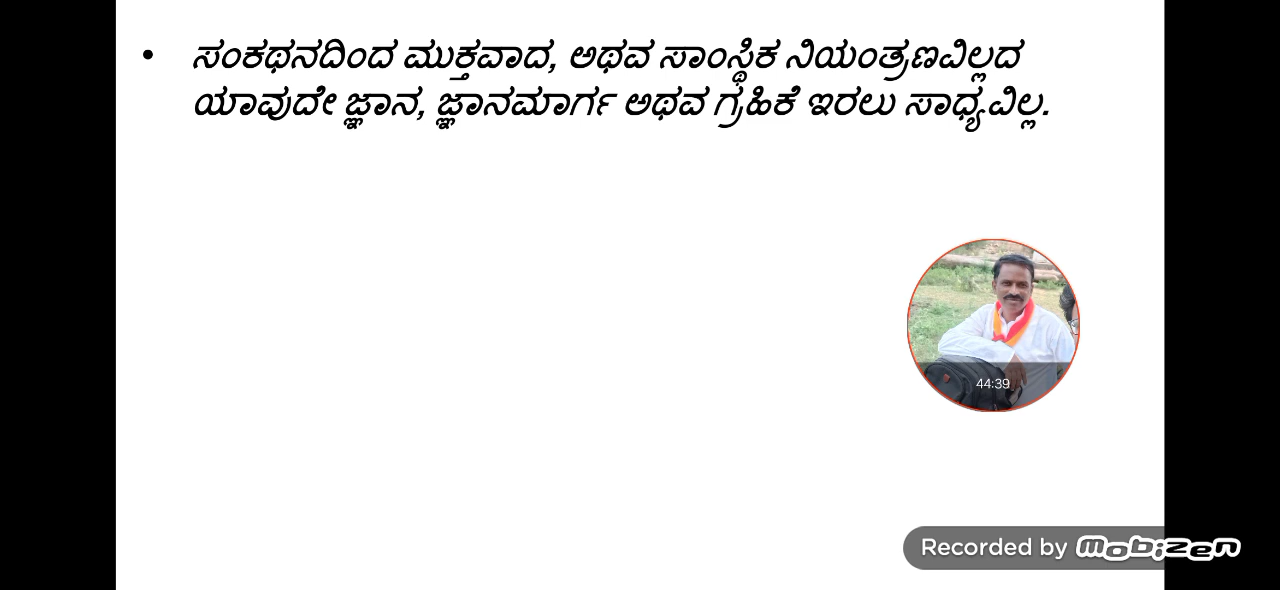 • ಸಂಕಥನದಿಂದ ಮುಕ್ತವಾದ, ಅಥವ ಸಾಂಸ್ಥಿಕ ನಿಯಂತ್ರಣವಿಲ್ಲದ
ಯಾವುದೇ ಜ್ಞಾನ, ಜ್ಞಾನಮಾರ್ಗ ಅಥವ ಗ್ರಹಿಕೆ ಇರಲು ಸಾಧ್ಯವಿಲ್ಲ.
44:39
Recorded by Mobizen